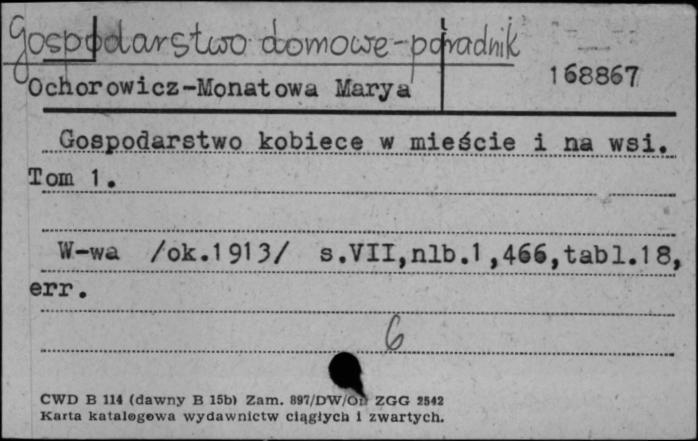 Gospodarstwo domowe-poradnik
168867
Ochorowicz-Monatowa Marya
Gospodarstwo kobiece w mieście i na wsi.
Tom 1.
W-wa /ok.1913/ s.VII,nlb.1,466,tabl.18,
err.
6
CWD B 114 (dawny B 15b) Zam. 897/DW/Oń ZGG 2542
Karta katalogowa wydawnictw ciągłych i zwartych.